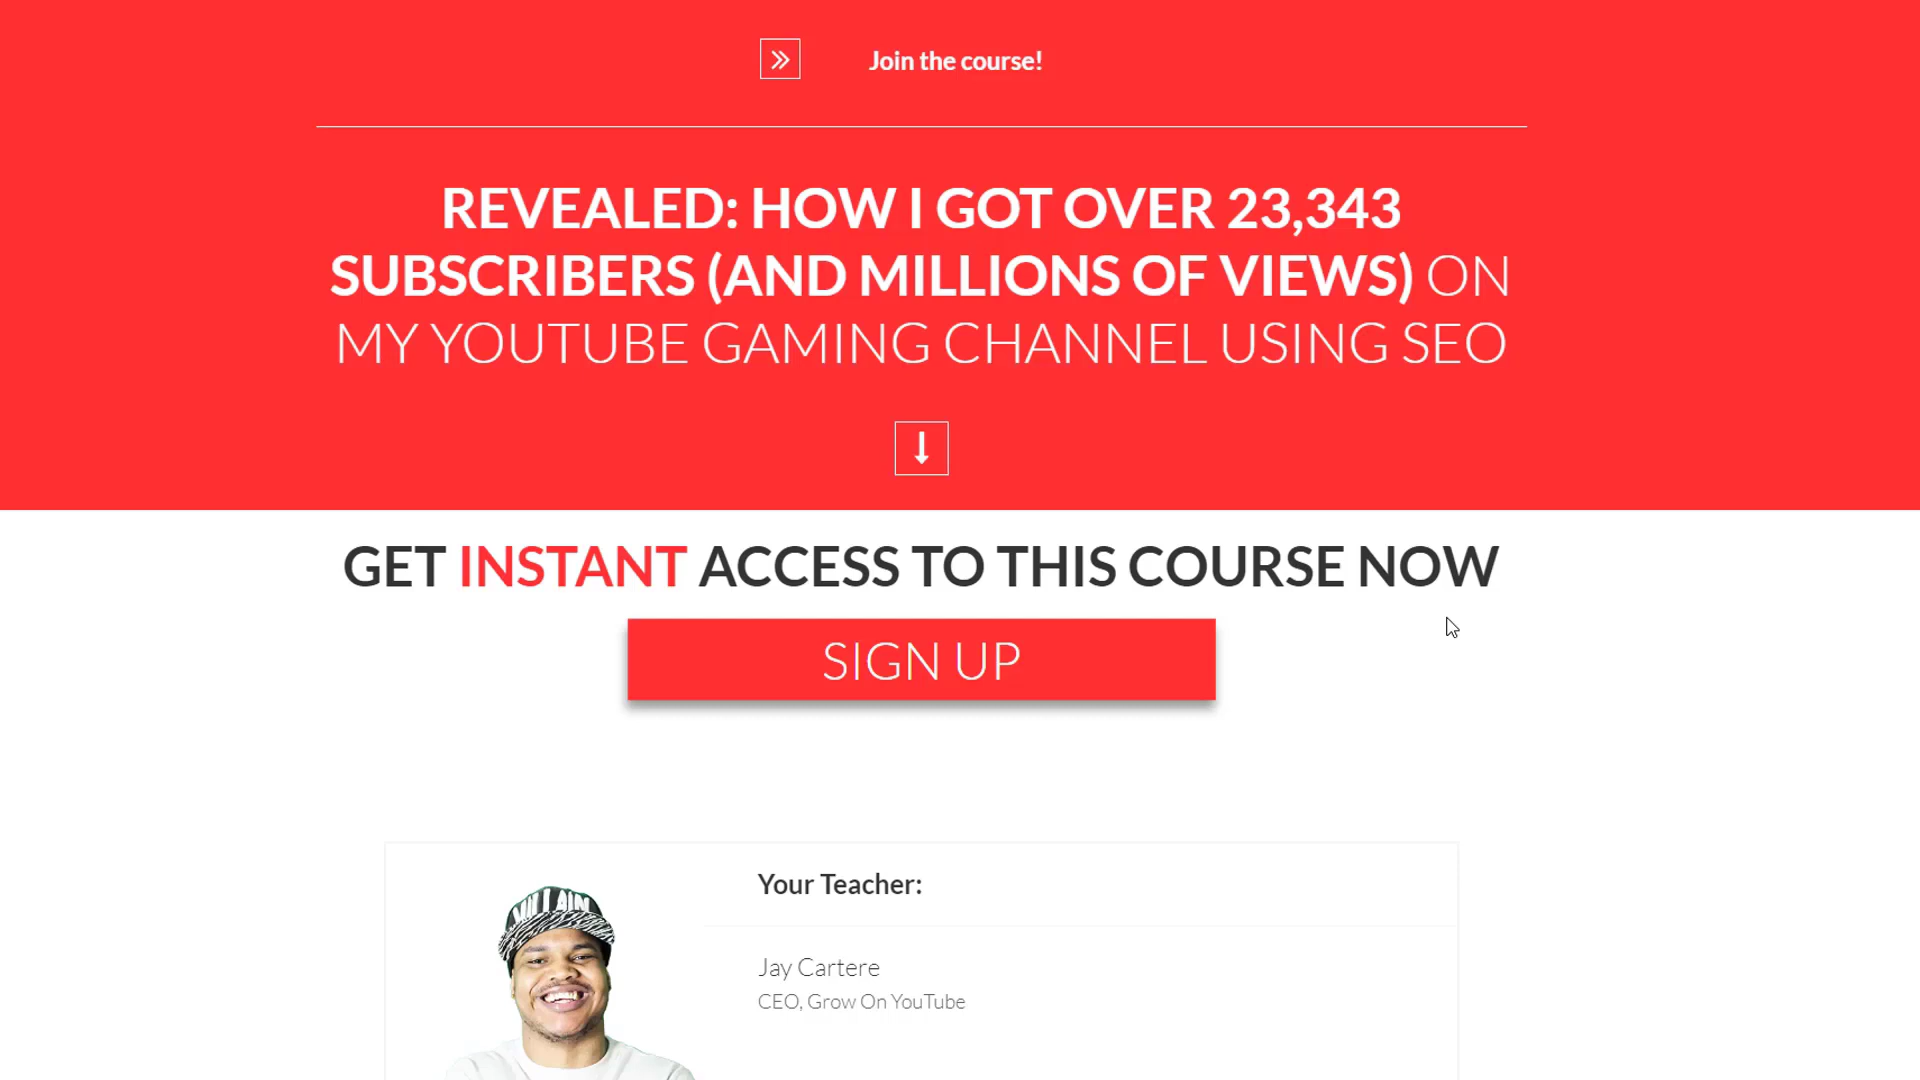 Join the course!
REVEALED: HOW I GOT OVER 23,343
SUBSCRIBERS (AND MILLIONS OF VIEWS) ON
MY YOUTUBE GAMING CHANNEL USING SEO
GET INSTANT ACCESS TO THIS COURSE NOW
SIGN UP
Your Teacher:
Jay Cartere
CEO, Grow On YouTube